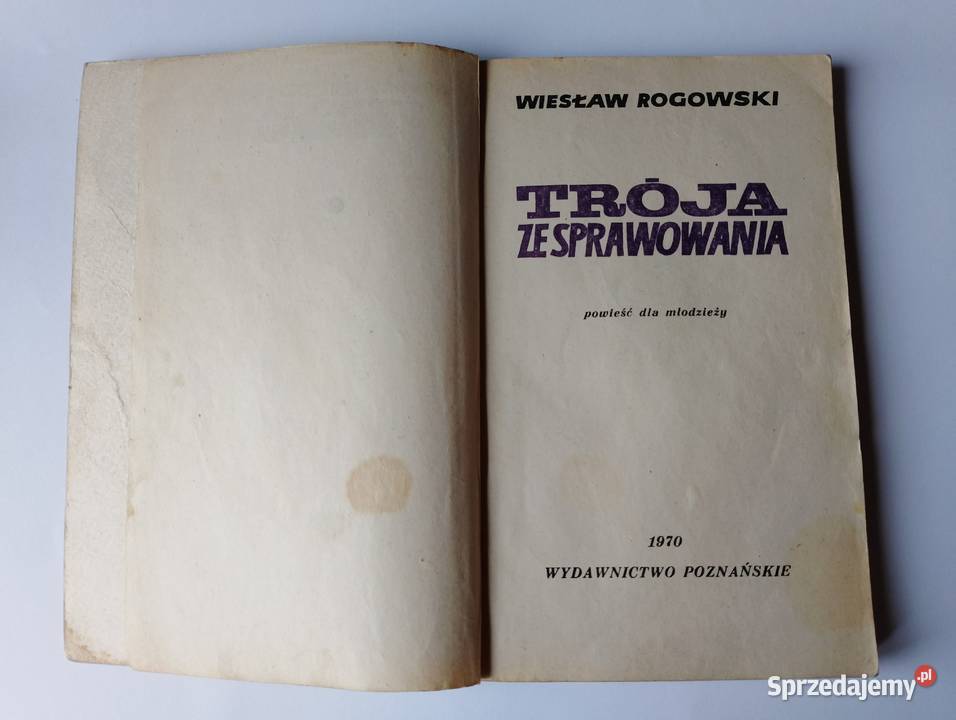 WIESŁAW ROGOWSKI
TRÓJA
ZE SPRAWOWANIA
powieść dla młodzieży
1970
WYDAWNICTWO POZNAŃSKIE
Sprzedajemy.pl